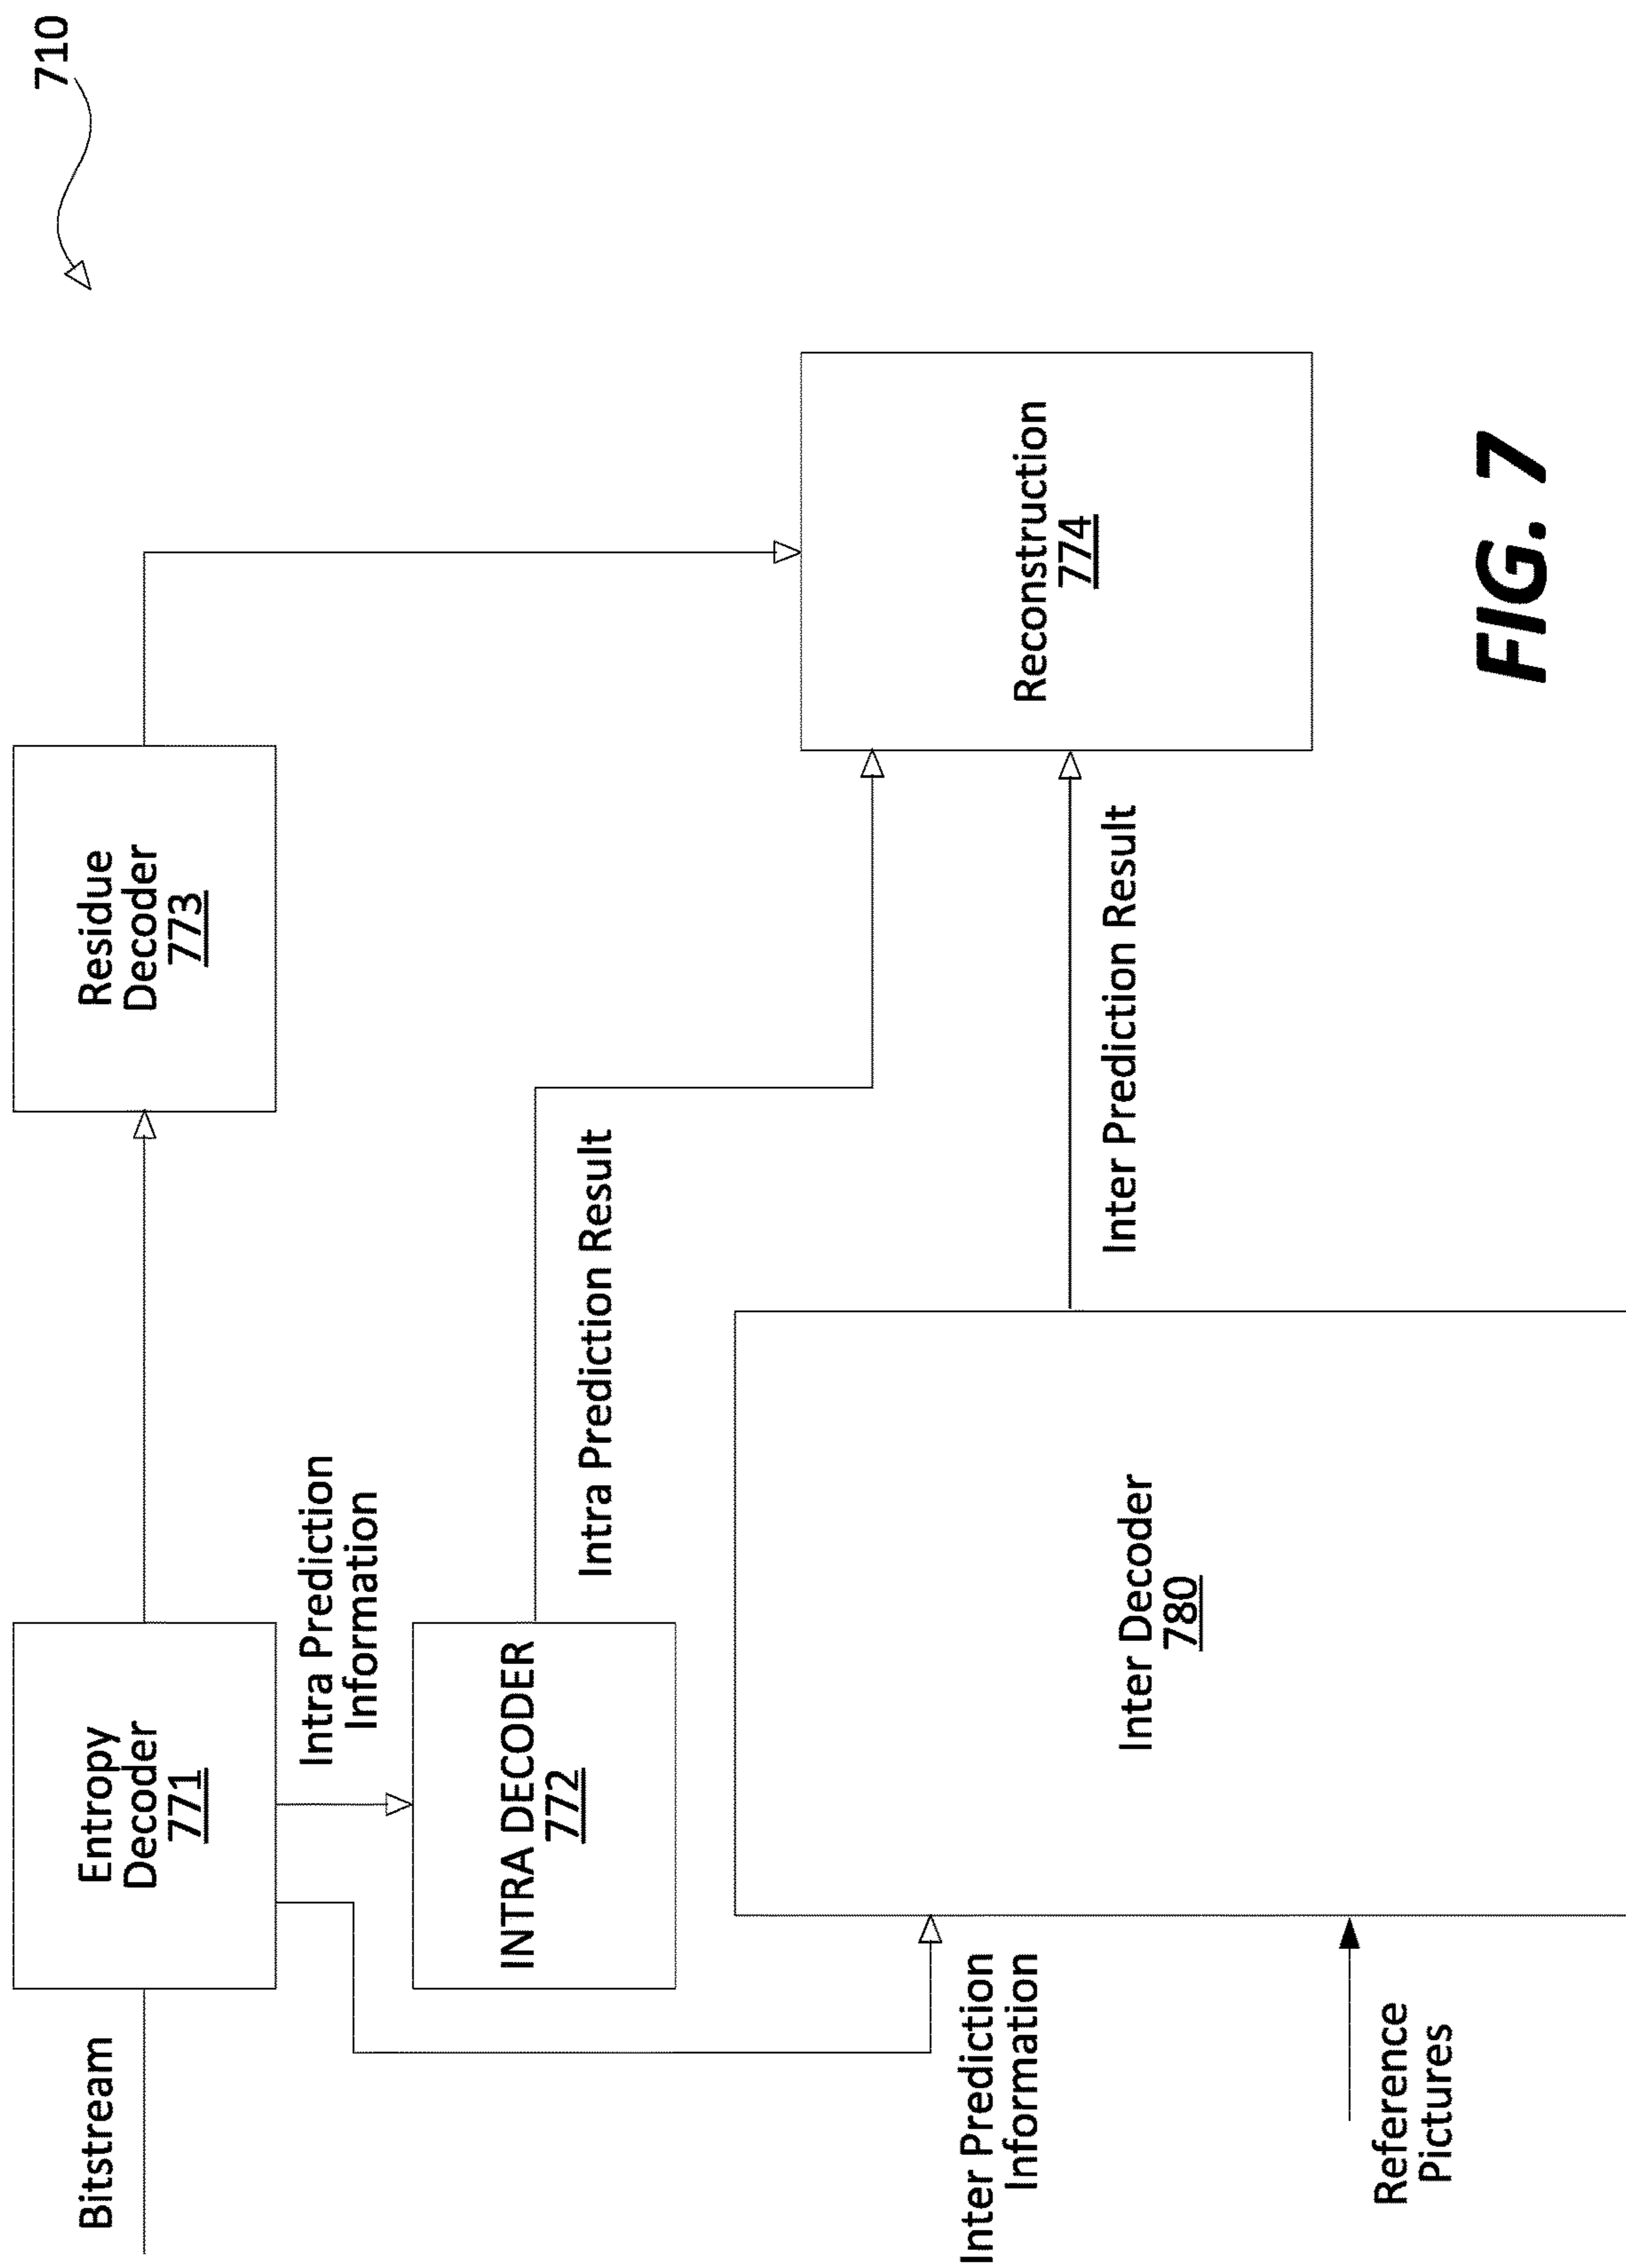 710
Bitstream
Entropy
Decoder
771
Residue
Decoder
773
Intra Prediction
Information
INTRA DECODER
772
Intra Prediction Result
Inter Prediction
Information
Inter Decoder
780
Inter Prediction Result
Reconstruction
774
Reference
Pictures
FIG. 7